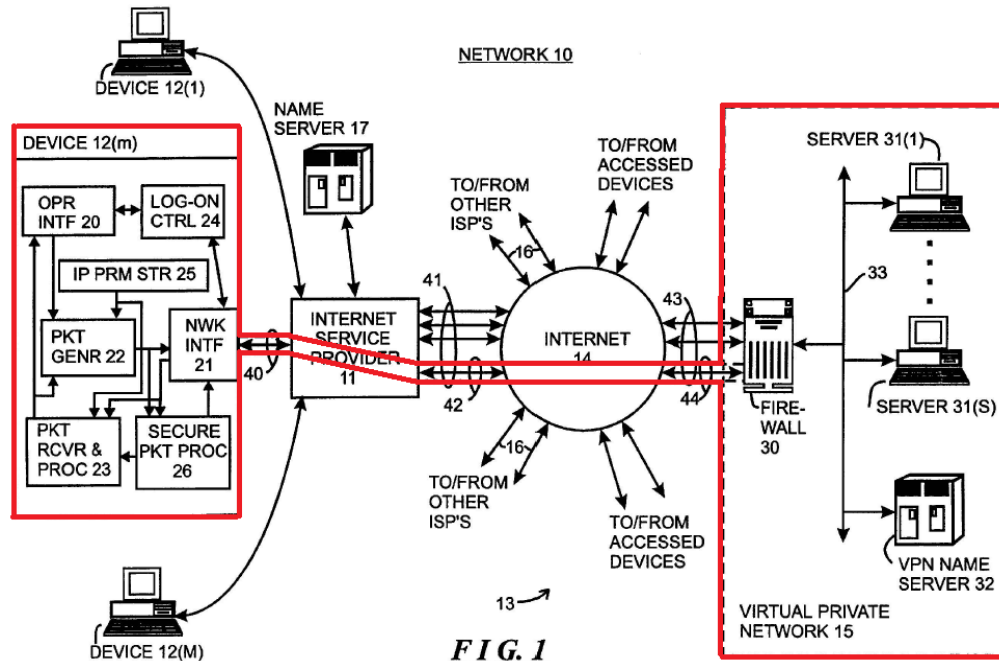 NETWORK 10
DEVICE 12(1)
NAME
SERVER 17
DEVICE 12(m)
OPR
INTF 20
LOG-ON
CTRL 24
IP PRM STR 25
PKT
GENR 22
NWK
INTF
21
PKT
RCVR &
PROC 23
SECURE
PKT PROC
26
40
INTERNET
SERVICE
PROVIDER
11
41
42
TO/FROM
OTHER
ISP'S
16
TO/FROM
ACCESSED
DEVICES
INTERNET
14
16
TO/FROM
OTHER
ISP'S
TO/FROM
ACCESSED
DEVICES
43
44
FIRE-
WALL
30
33
SERVER 31(1)
SERVER 31(S)
VPN NAME
SERVER 32
VIRTUAL PRIVATE
NETWORK 15
DEVICE 12(M)
13
FIG. 1